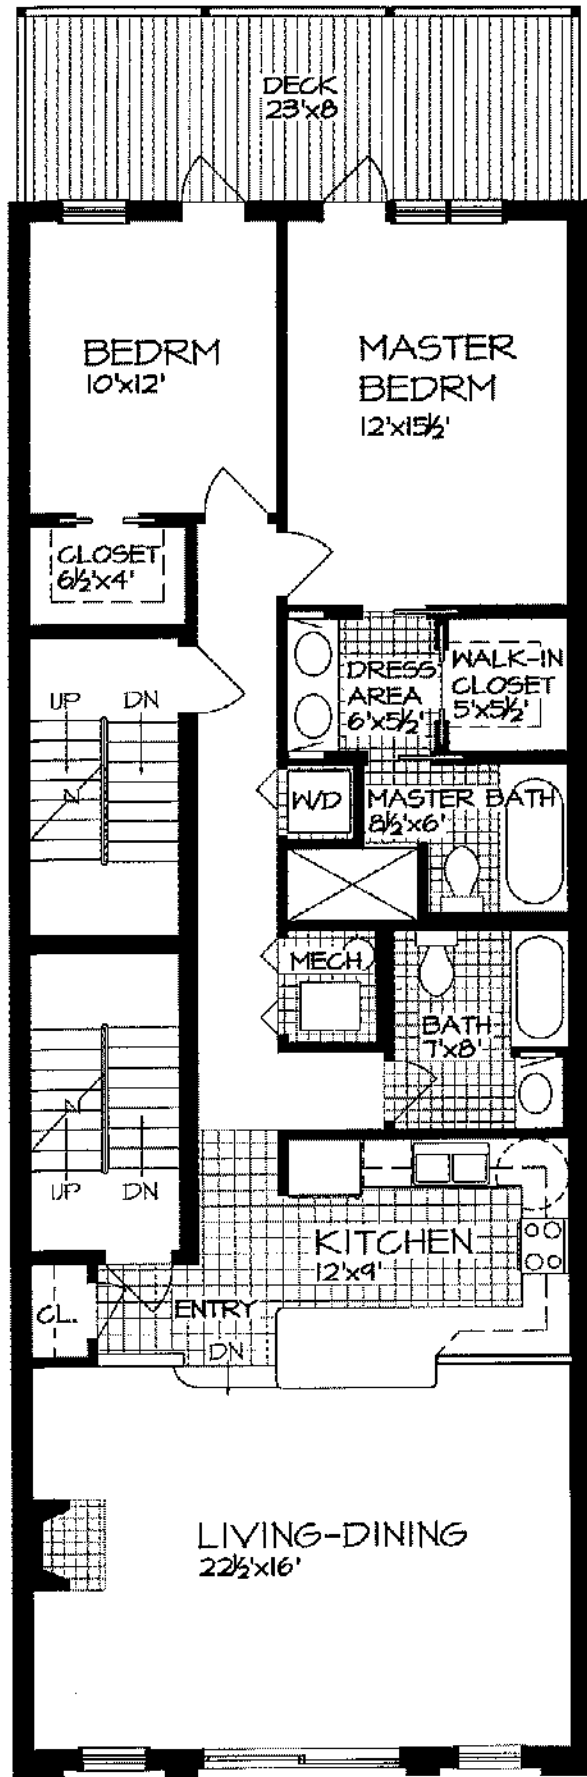 DECK
23'x8
BEDRM
10'x12'
MASTER
BEDRM
12'x15½'
CLOSET
6½'x4'
UP DN
DRESS
AREA
6'x5½'
WALK-IN
CLOSET
5'x5½'
W/D
MASTER BATH
8½'x6'
MECH
BATH
7'x8'
UP DN
KITCHEN
12'x9'
CL.
ENTRY
DN
LIVING-DINING
22½'x16'